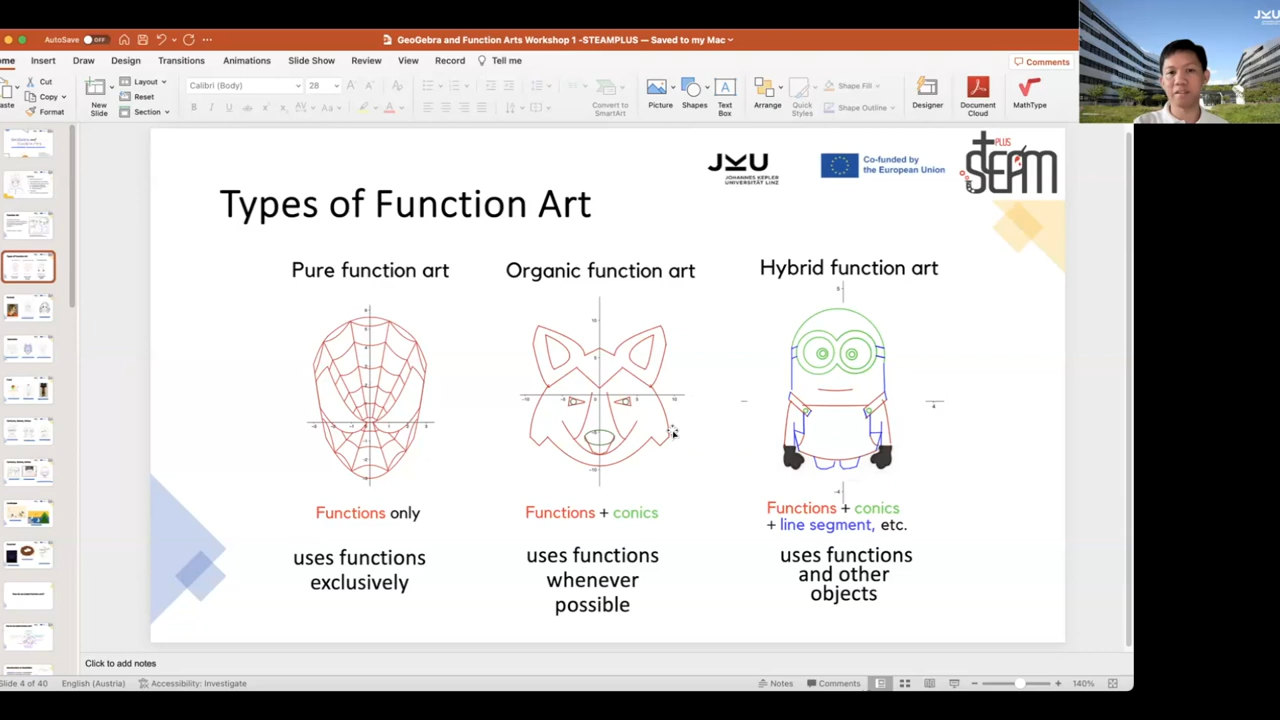 AutoSave OFF
GeoGebra and Function Arts Workshop 1 -STEAMPLUS — Saved to my Mac
JKU
ome Insert Draw Design Transitions Animations Slide Show Review View Record Tell me
Comments
aste
Cut
Copy
Format
New
Slide
Layout
Reset
Section
Calibri (Body) 28
Convert to
SmartArt
Picture
Shapes
Text
Box
Arrange
Quick
Styles
Shape Fill
Shape Outline
Designer
Document
Cloud
MathType
JKU
JOHANNES KEPLER
UNIVERSITÄT LINZ
Co-funded by
the European Union
PLUS
STEAM
Types of Function Art
Pure function art
Organic function art
Hybrid function art
Functions only
Functions + conics
Functions + conics
+ line segment, etc.
uses functions
exclusively
uses functions
whenever
possible
uses functions
and other
objects
Click to add notes
Slide 4 of 40 English (Austria) Accessibility: Investigate Notes Comments 140%